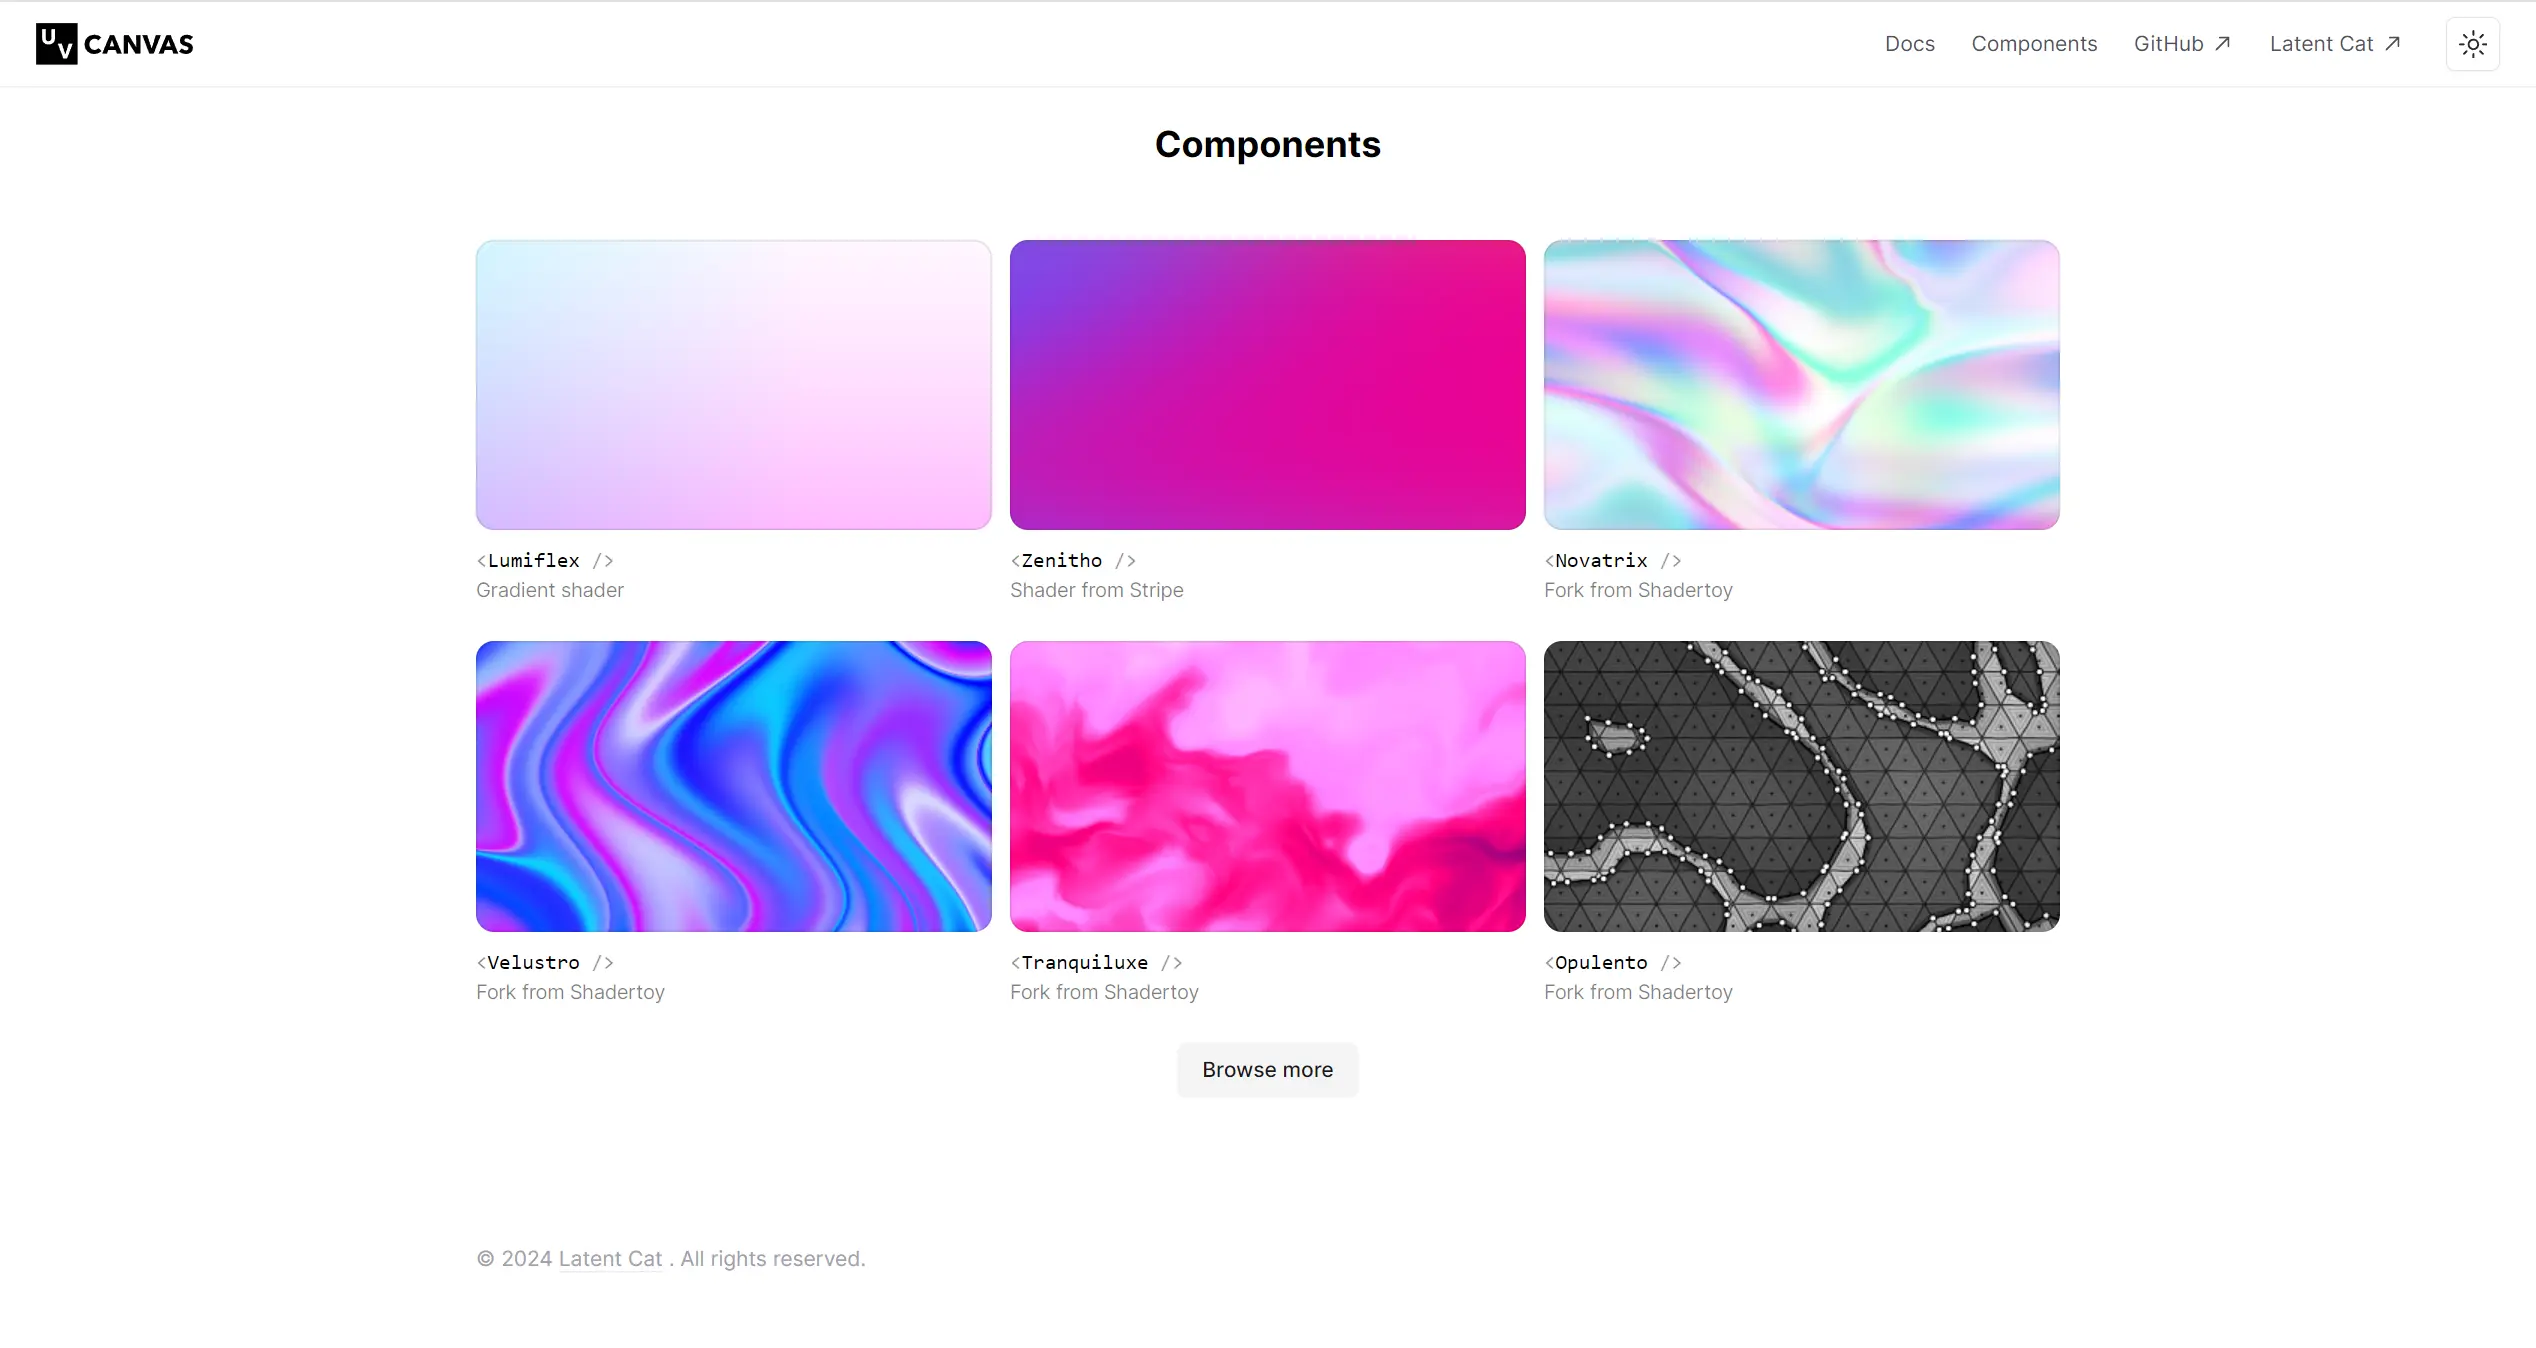 UV CANVAS
Docs
Components
GitHub
Latent Cat
Components
<Lumiflex />
Gradient shader
<Zenitho />
Shader from Stripe
<Novatrix />
Fork from Shadertoy
<Velustro />
Fork from Shadertoy
<Tranquiluxe />
Fork from Shadertoy
<Opulento />
Fork from Shadertoy
Browse more
© 2024 Latent Cat . All rights reserved.